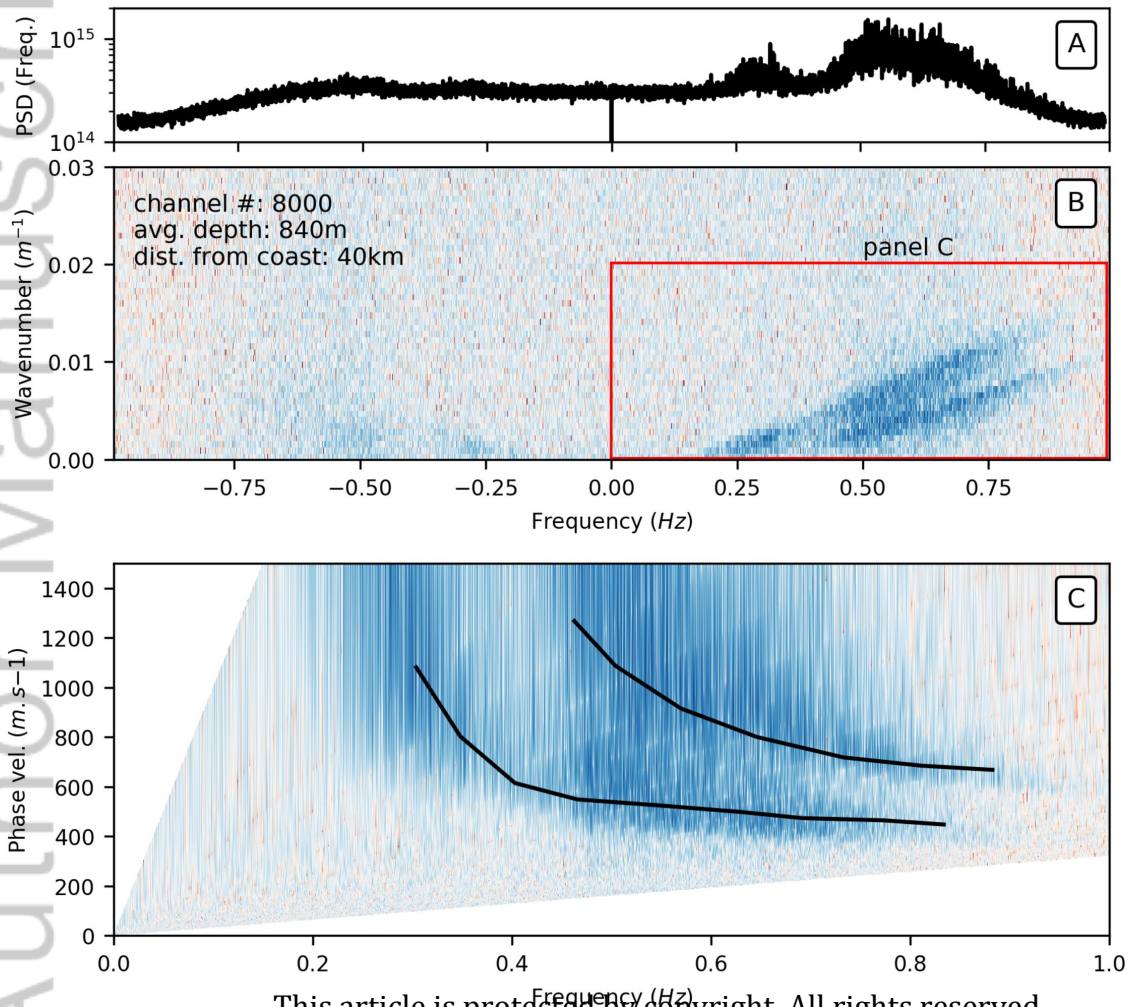 PSD (Freq.)
10^15
10^14
A
Wavenumber (m^−1)
0.03
0.02
0.01
0.00
channel #: 8000
avg. depth: 840m
dist. from coast: 40km
B
panel C
−0.75 −0.50 −0.25 0.00 0.25 0.50 0.75
Frequency (Hz)
Phase vel. (m.s−1)
1400
1200
1000
800
600
400
200
0
C
0.0 0.2 0.4 0.6 0.8 1.0
Frequency (Hz)
This article is protected by copyright. All rights reserved
Author Manuscri